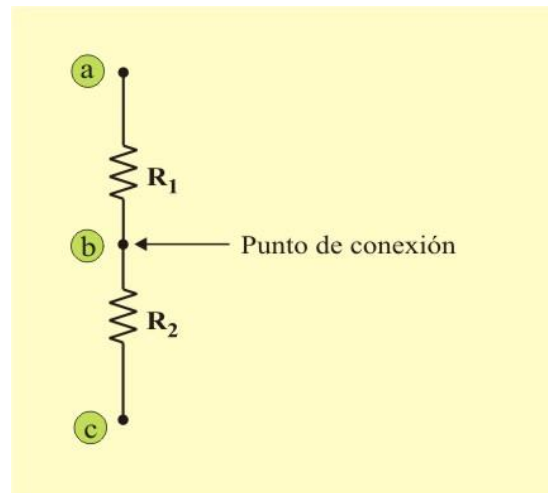 a
R₁
b
Punto de conexión
R₂
c